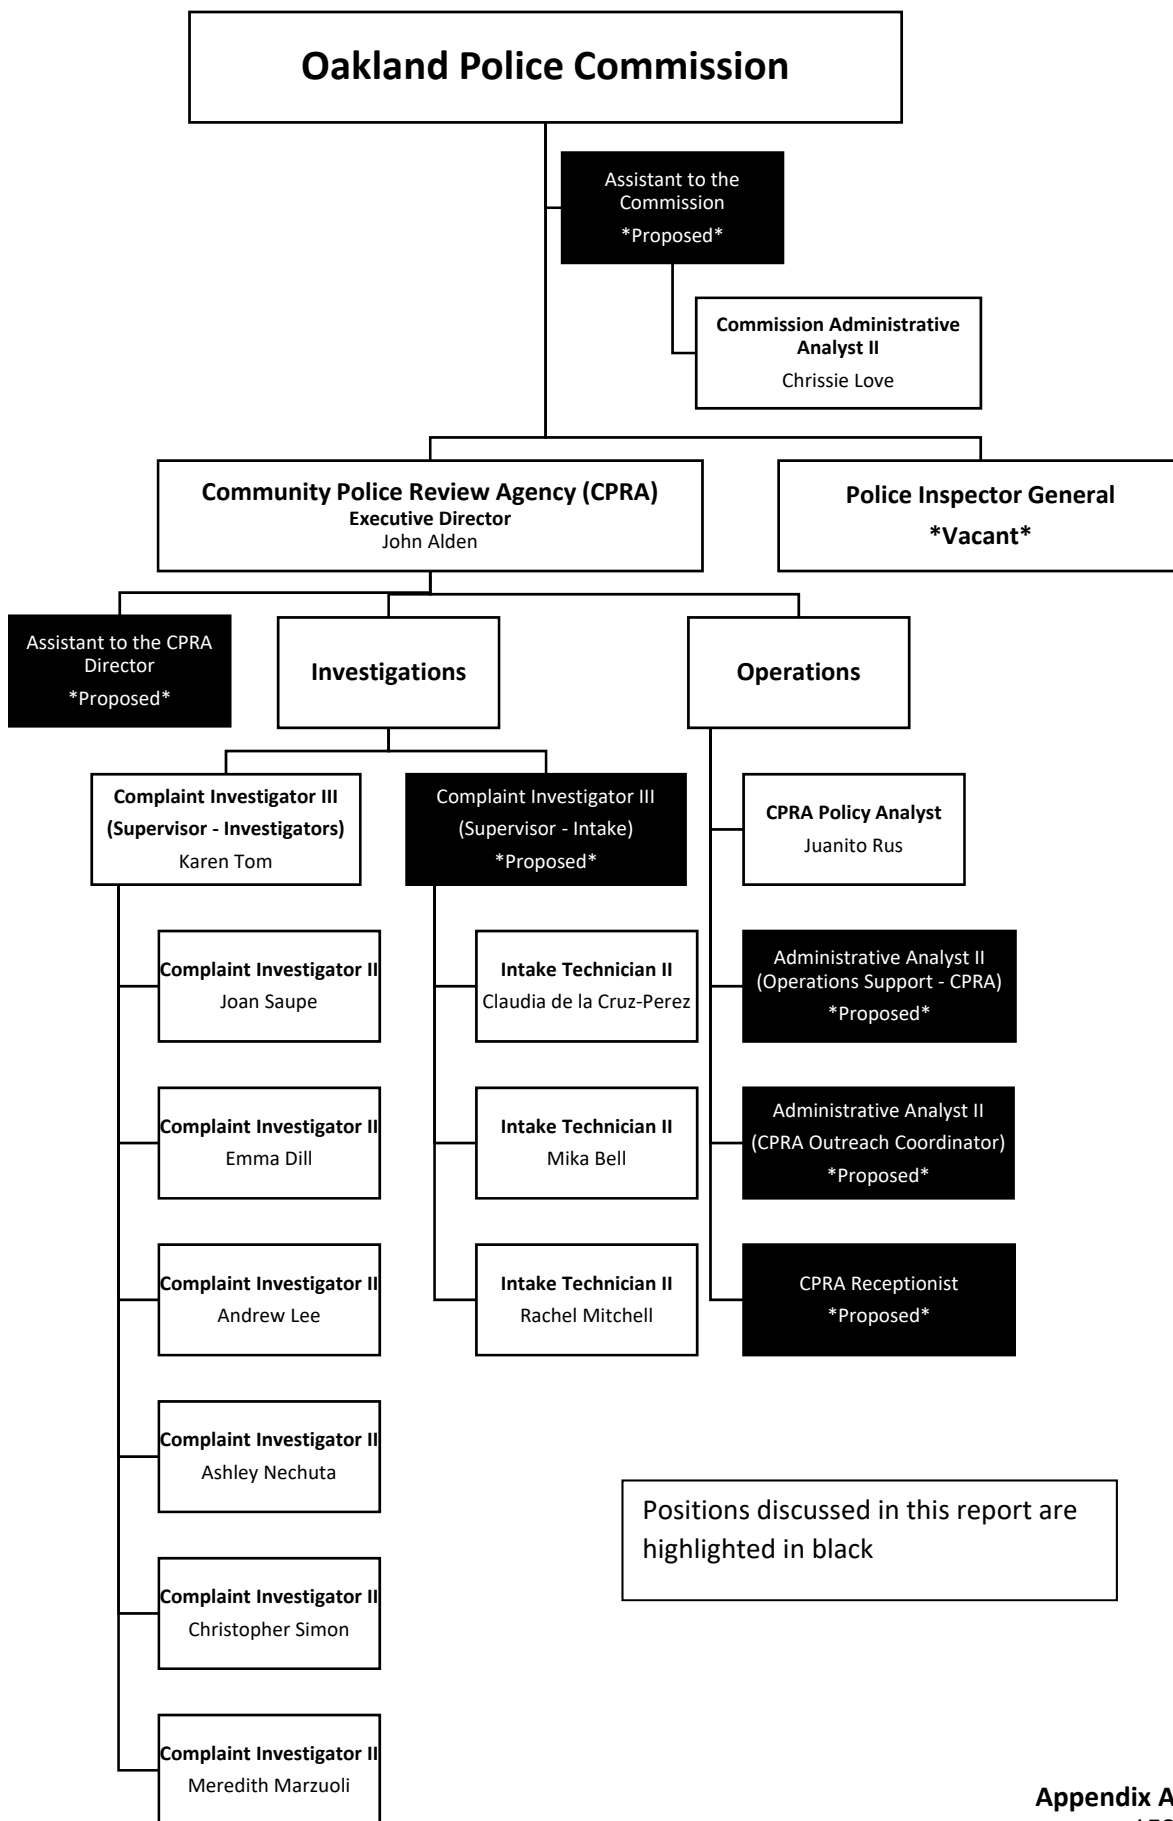 Oakland Police Commission
Assistant to the
Commission
*Proposed*
Commission Administrative
Analyst II
Chrissie Love
Community Police Review Agency (CPRA)
Executive Director
John Alden
Police Inspector General
*Vacant*
Assistant to the CPRA
Director
*Proposed*
Investigations
Operations
Complaint Investigator III
(Supervisor - Investigators)
Karen Tom
Complaint Investigator III
(Supervisor - Intake)
*Proposed*
CPRA Policy Analyst
Juanito Rus
Complaint Investigator II
Joan Saupe
Intake Technician II
Claudia de la Cruz-Perez
Administrative Analyst II
(Operations Support - CPRA)
*Proposed*
Complaint Investigator II
Emma Dill
Intake Technician II
Mika Bell
Administrative Analyst II
(CPRA Outreach Coordinator)
*Proposed*
Complaint Investigator II
Andrew Lee
Intake Technician II
Rachel Mitchell
CPRA Receptionist
*Proposed*
Complaint Investigator II
Ashley Nechuta
Positions discussed in this report are
highlighted in black
Complaint Investigator II
Christopher Simon
Complaint Investigator II
Meredith Marzuoli
Appendix A